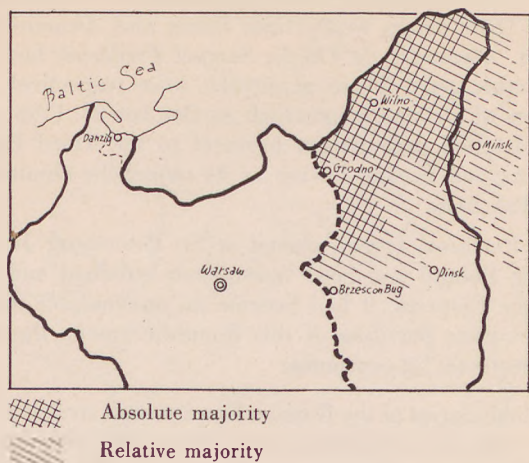 Baltic Sea
Danzig
Wilno
Minsk
Grodno
Warsaw
Pinsk
Brzesc on Bug
Absolute majority
Relative majority